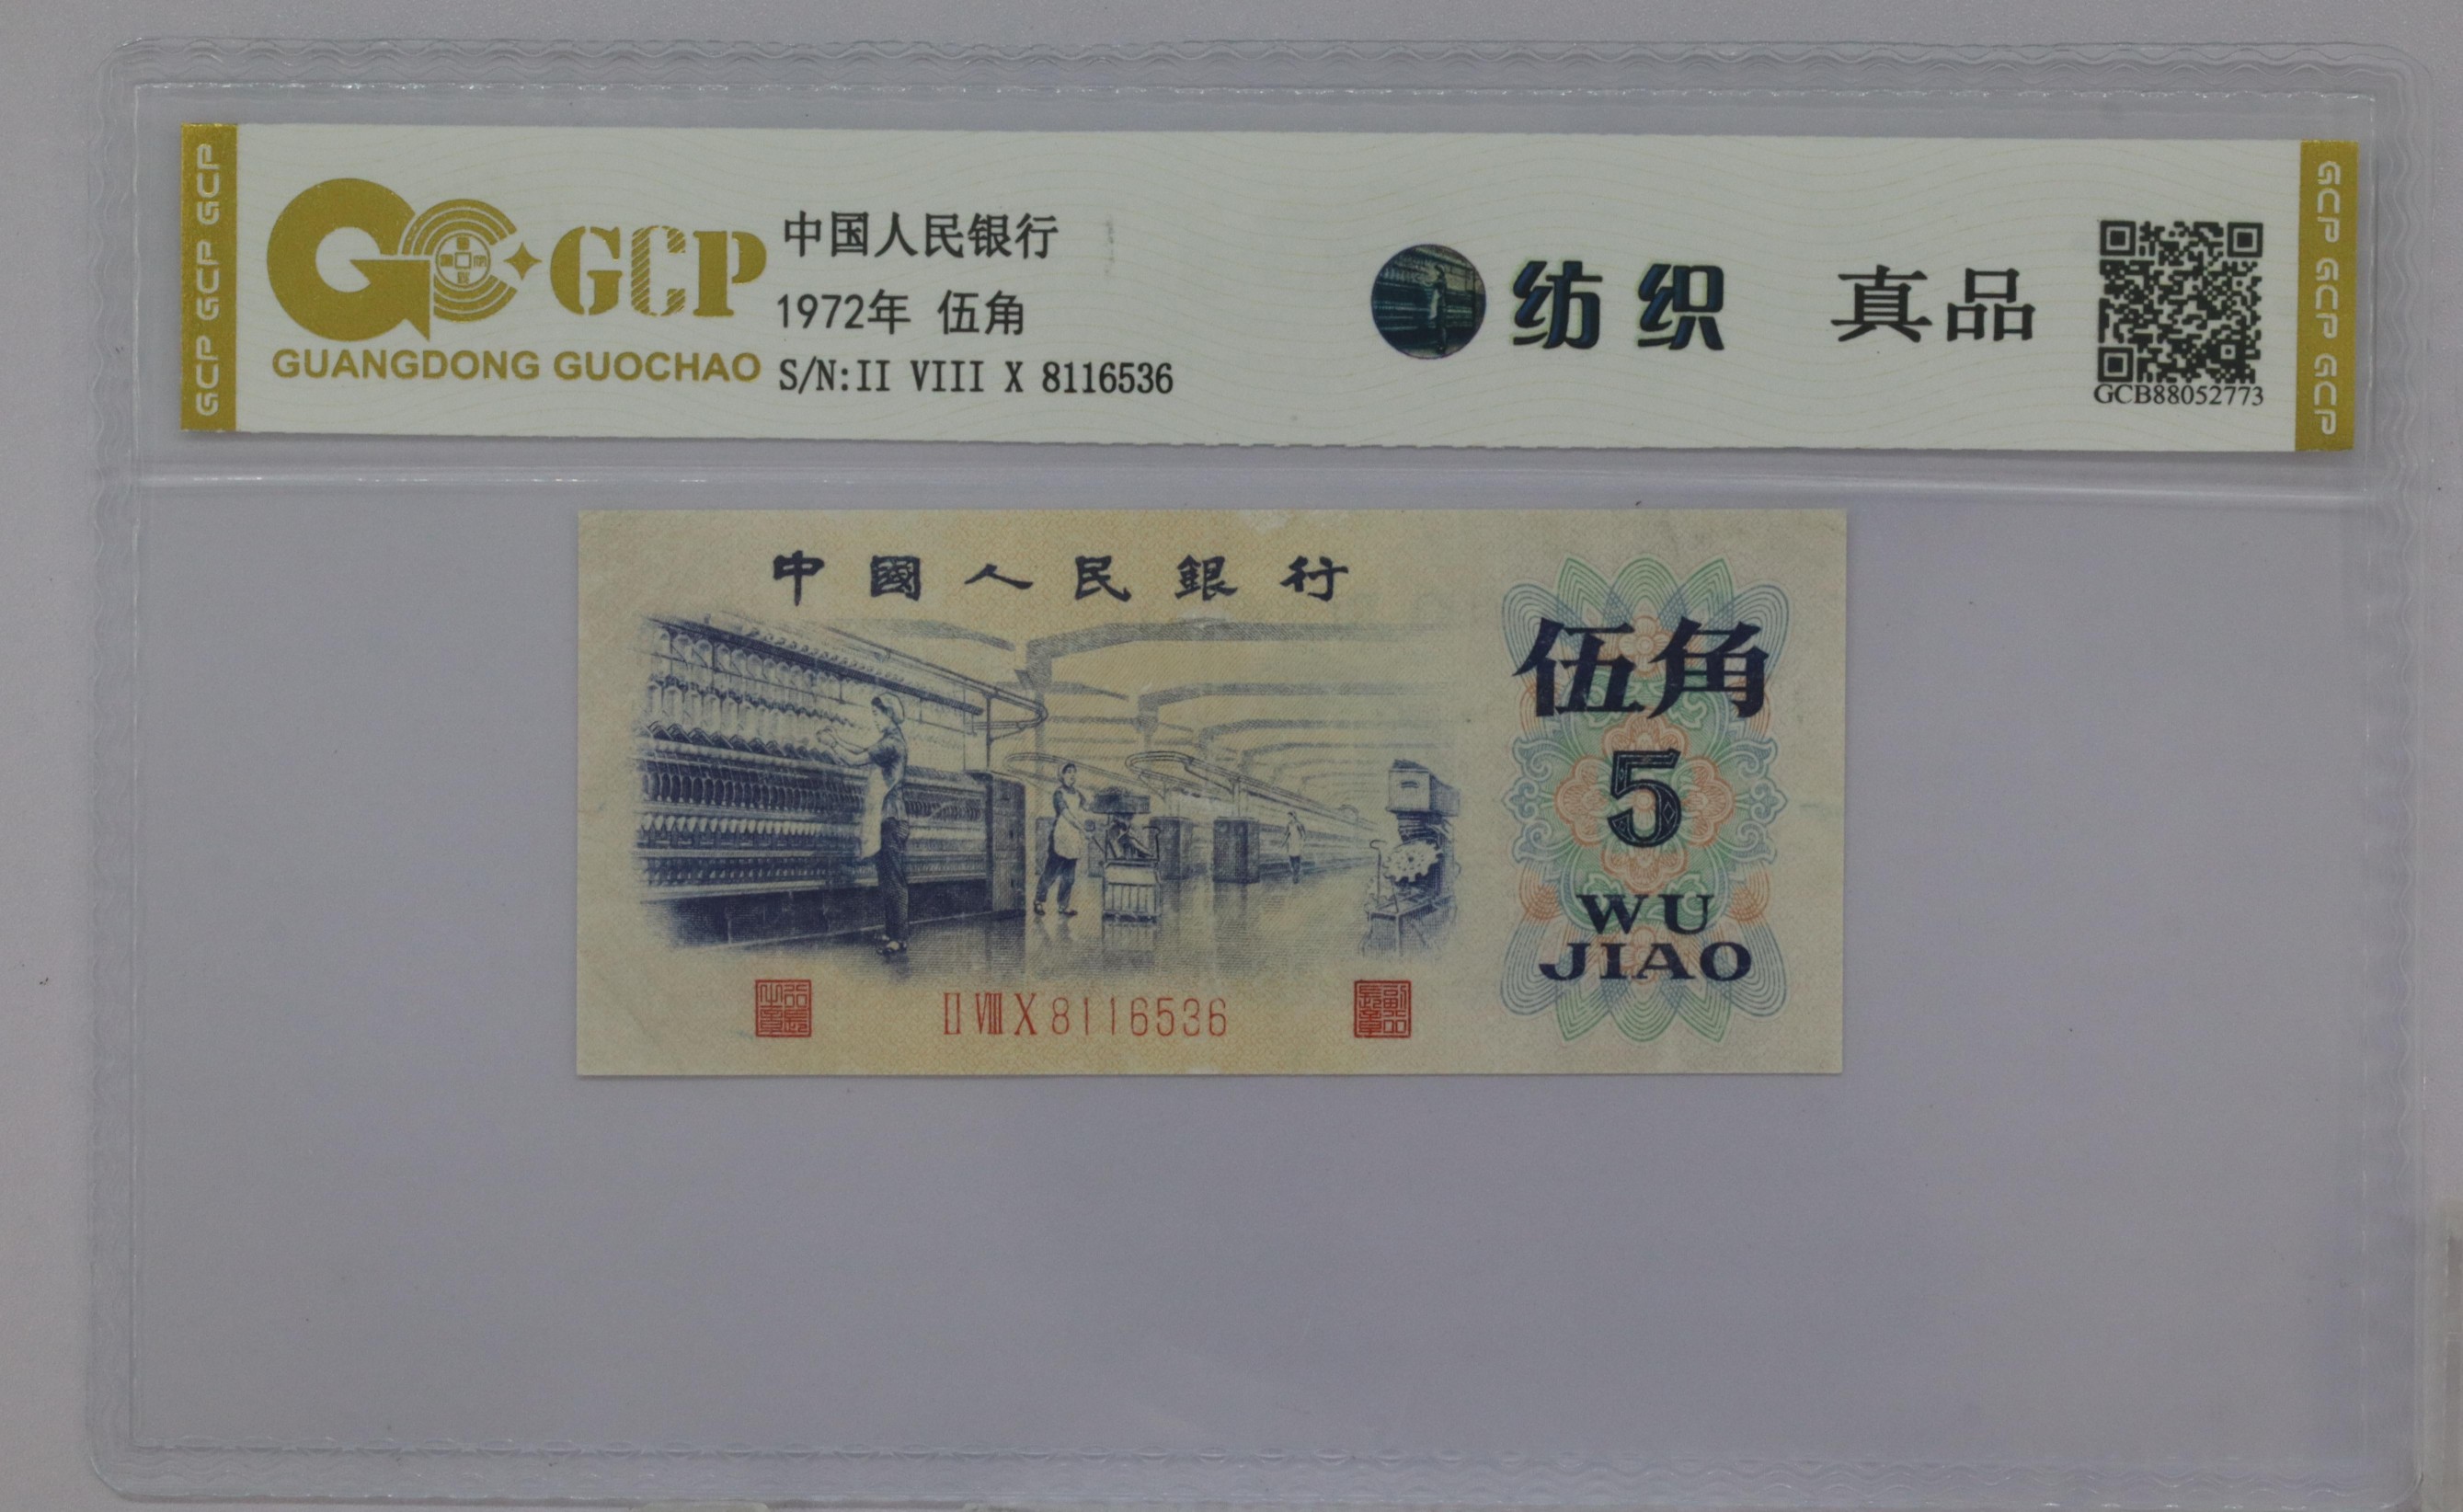 GCP GCP GCP
GCP
GUANGDONG GUOCHAO
中国人民银行
1972年 伍角
S/N:II VIII X 8116536
纺织 真品
GCB88052773
GCP GCP GCP
中國人民銀行
伍角
5
WU
JIAO
II VIII X 8116536